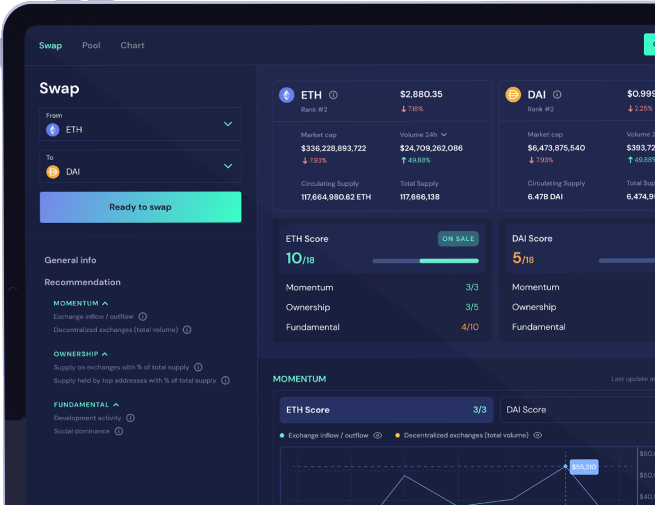 Swap
Pool
Chart
Swap
From
ETH
To
DAI
Ready to swap
General info
Recommendation
MOMENTUM
Exchange inflow / outflow
Decentralized exchanges (total volume)
OWNERSHIP
Supply on exchanges with % of total supply
Supply held by top addresses with % of total supply
FUNDAMENTAL
Development activity
Social dominance
ETH
$2,880.35
Rank #2
7.18%
Market cap
Volume 24h
$336,228,893,722
$24,709,262,086
7.93%
49.88%
Circulating Supply
Total Supply
117,664,980.62 ETH
117,666,138
DAI
$0.999
Rank #2
2.25%
Market cap
Volume 2
$6,473,875,540
$393,72
7.93%
49.88%
Circulating Supply
Total Sup
6.47B DAI
6,474,99
ETH Score
ON SALE
10/18
Momentum 3/3
Ownership 3/5
Fundamental 4/10
DAI Score
5/18
Momentum
Ownership
Fundamental
MOMENTUM
Last update a
ETH Score 3/3
DAI Score
Exchange inflow / outflow
Decentralized exchanges (total volume)
$55,210
$60.
$50.
$40.